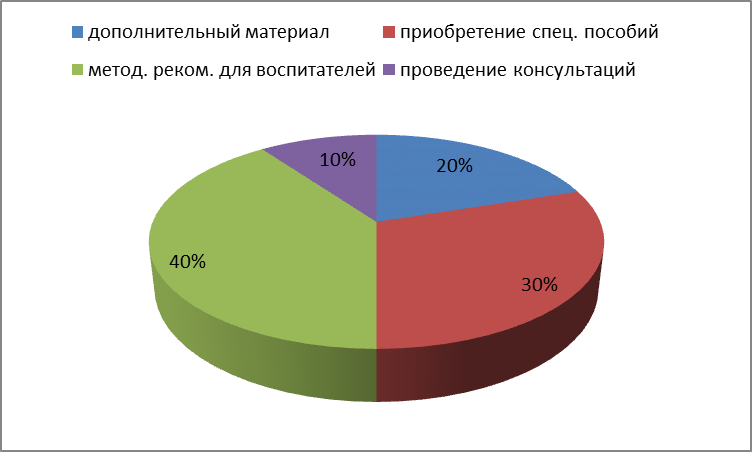 дополнительный материал приобретение спец. пособий
метод. реком. для воспитателей проведение консультаций
10% 20%
40%
30%